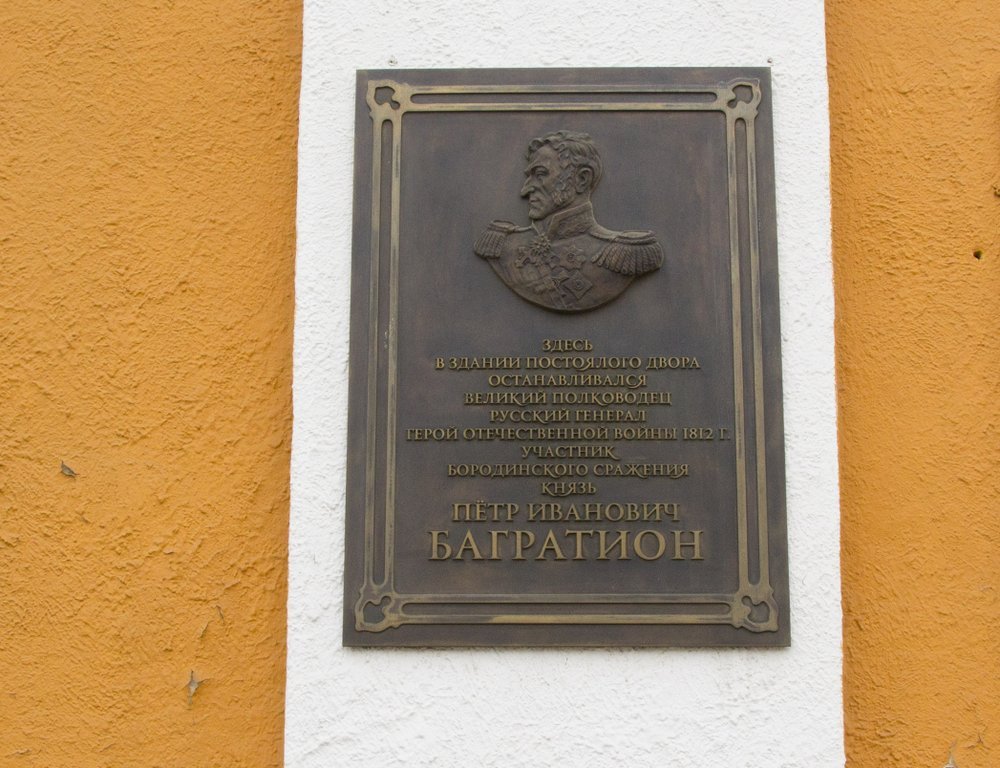 ЗДЕСЬ
В ЗДАНИИ ПОСТОЯЛОГО ДВОРА
ОСТАНАВЛИВАЛСЯ
ВЕЛИКИЙ ПОЛКОВОДЕЦ
РУССКИЙ ГЕНЕРАЛ
ГЕРОЙ ОТЕЧЕСТВЕННОЙ ВОЙНЫ 1812 Г.
УЧАСТНИК
БОРОДИНСКОГО СРАЖЕНИЯ
КНЯЗЬ
ПЁТР ИВАНОВИЧ
БАГРАТИОН